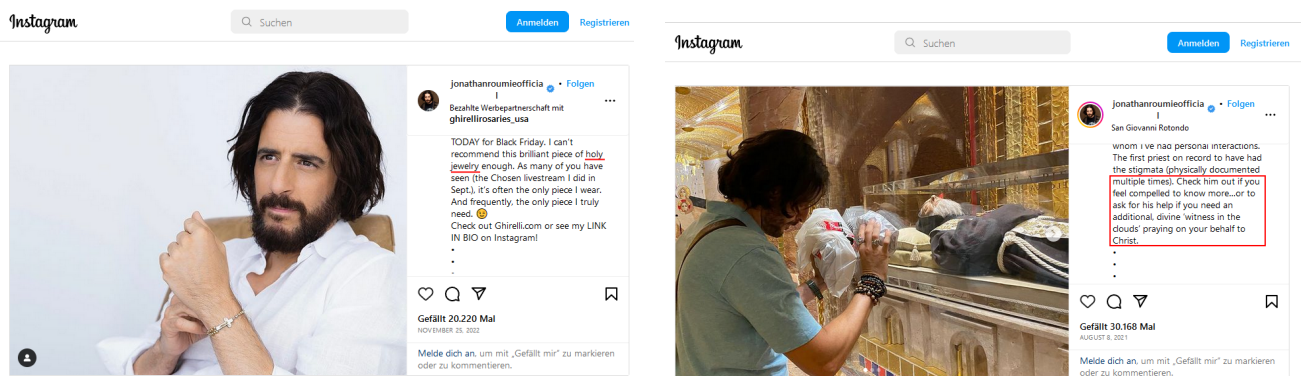 Instagram
Suchen
Anmelden
Registrieren
jonathanroumieofficia
l
• Folgen
Bezahlte Werbepartnerschaft mit
ghirellirosaries_usa
TODAY for Black Friday. I can't
recommend this brilliant piece of holy
jewelry enough. As many of you have
seen (the Chosen livestream I did in
Sept.), it's often the only piece I wear.
And frequently, the only piece I truly
need. 😉
Check out Ghirelli.com or see my LINK
IN BIO on Instagram!
•
•
.
Gefällt 20.220 Mal
NOVEMBER 25, 2022
Melde dich an, um mit „Gefällt mir“ zu markieren
oder zu kommentieren.
Instagram
Suchen
Anmelden
Registrieren
jonathanroumieofficia
l
• Folgen
San Giovanni Rotondo
whom I've had personal interactions.
The first priest on record to have had
the stigmata (physically documented
multiple times). Check him out if you
feel compelled to know more...or to
ask for his help if you need an
additional, divine 'witness in the
clouds' praying on your behalf to
Christ.
•
•
•
Gefällt 30.168 Mal
AUGUST 8, 2021
Melde dich an, um mit „Gefällt mir“ zu markieren
oder zu kommentieren.